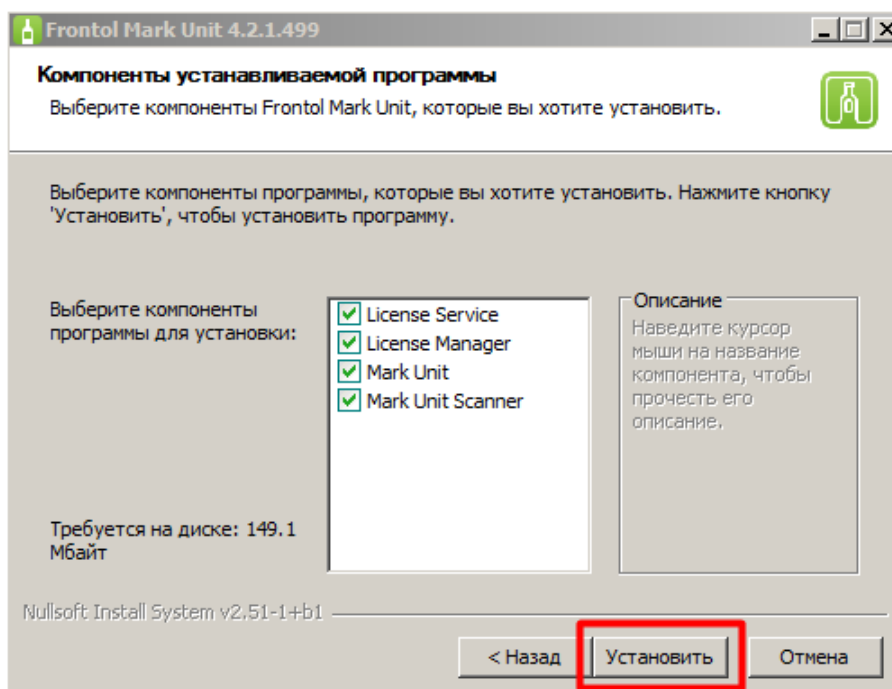 Frontol Mark Unit 4.2.1.499
Компоненты устанавливаемой программы
Выберите компоненты Frontol Mark Unit, которые вы хотите установить.
Выберите компоненты программы, которые вы хотите установить. Нажмите кнопку
'Установить', чтобы установить программу.
Выберите компоненты
программы для установки:
License Service
License Manager
Mark Unit
Mark Unit Scanner
Описание
Наведите курсор
мыши на название
компонента, чтобы
прочесть его
описание.
Требуется на диске: 149.1
Мбайт
Nullsoft Install System v2.51-1+b1
< Назад
Установить
Отмена